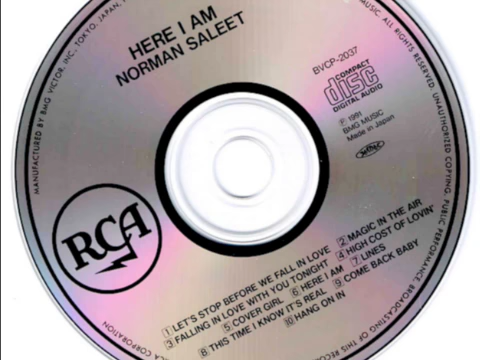 HERE I AM
NORMAN SALEET
BVCP-2037
COMPACT
disc
DIGITAL AUDIO
Ⓟ 1991
BMG MUSIC
Made in Japan
RCA
1 LET'S STOP BEFORE WE FALL IN LOVE 2 MAGIC IN THE AIR
3 FALLING IN LOVE WITH YOU TONIGHT 4 HIGH COST OF LOVIN'
5 COVER GIRL 6 HERE I AM 7 LINES
8 THIS TIME I KNOW IT'S REAL 9 COME BACK BABY
10 HANG ON IN
MANUFACTURED BY BMG VICTOR, INC. TOKYO, JAPAN.
ALL RIGHTS RESERVED. UNAUTHORIZED COPYING, PUBLIC PERFORMANCE, BROADCASTING OF THIS REC
CORPORATION